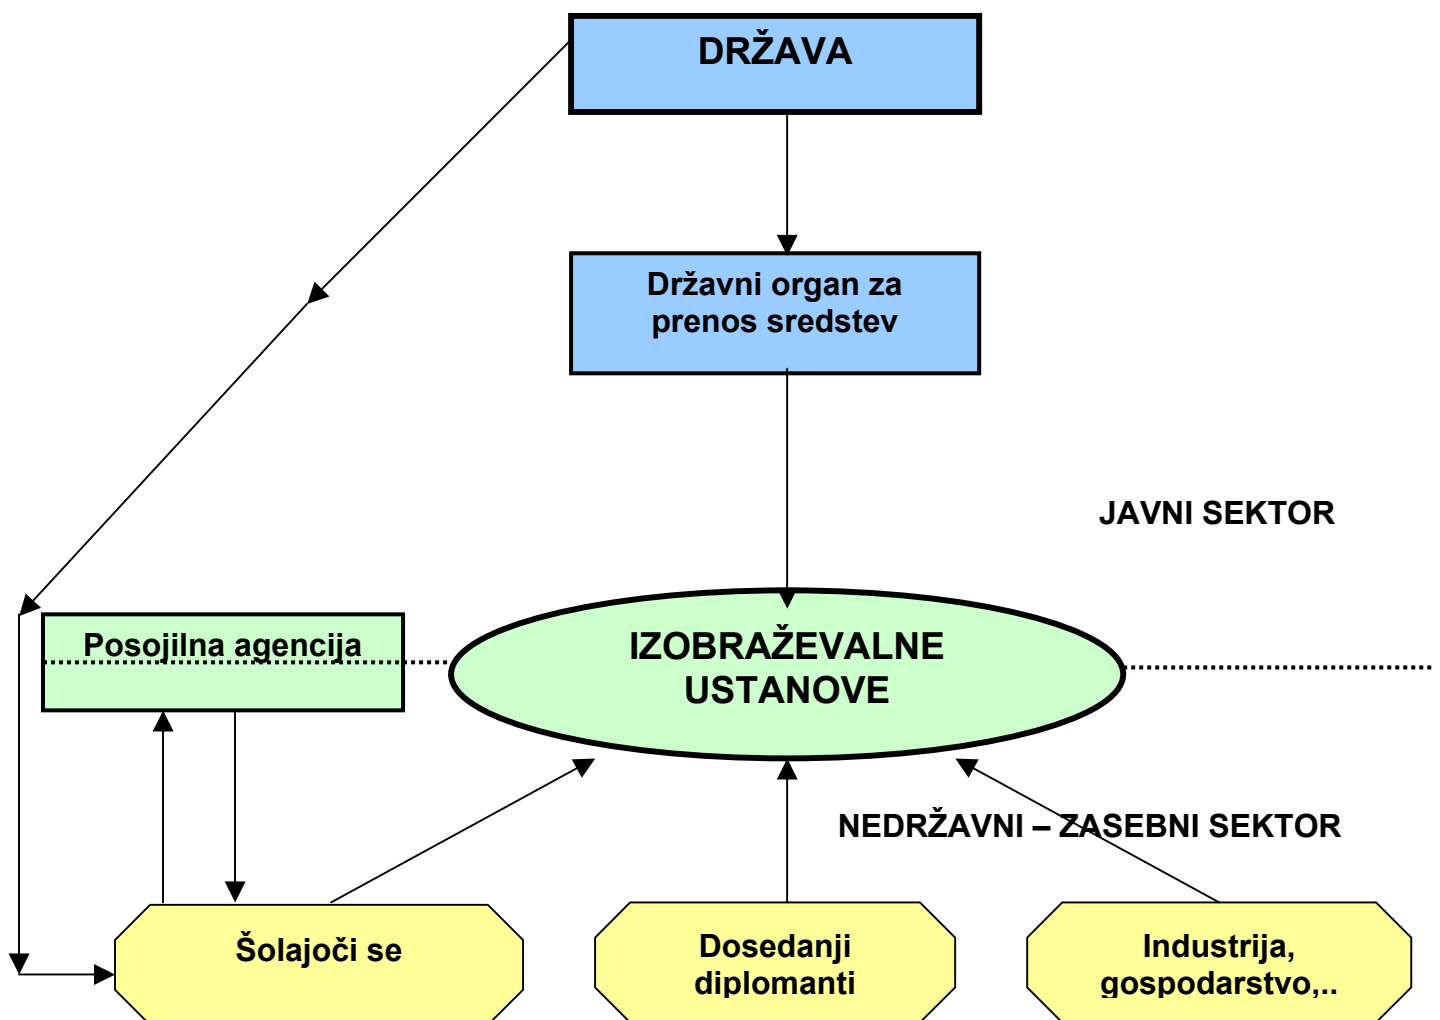 DRŽAVA
Državni organ za
prenos sredstev
JAVNI SEKTOR
Posojilna agencija
IZOBRAŽEVALNE
USTANOVE
NEDRŽAVNI – ZASEBNI SEKTOR
Šolajoči se
Dosedanji
diplomanti
Industrija,
gospodarstvo,..